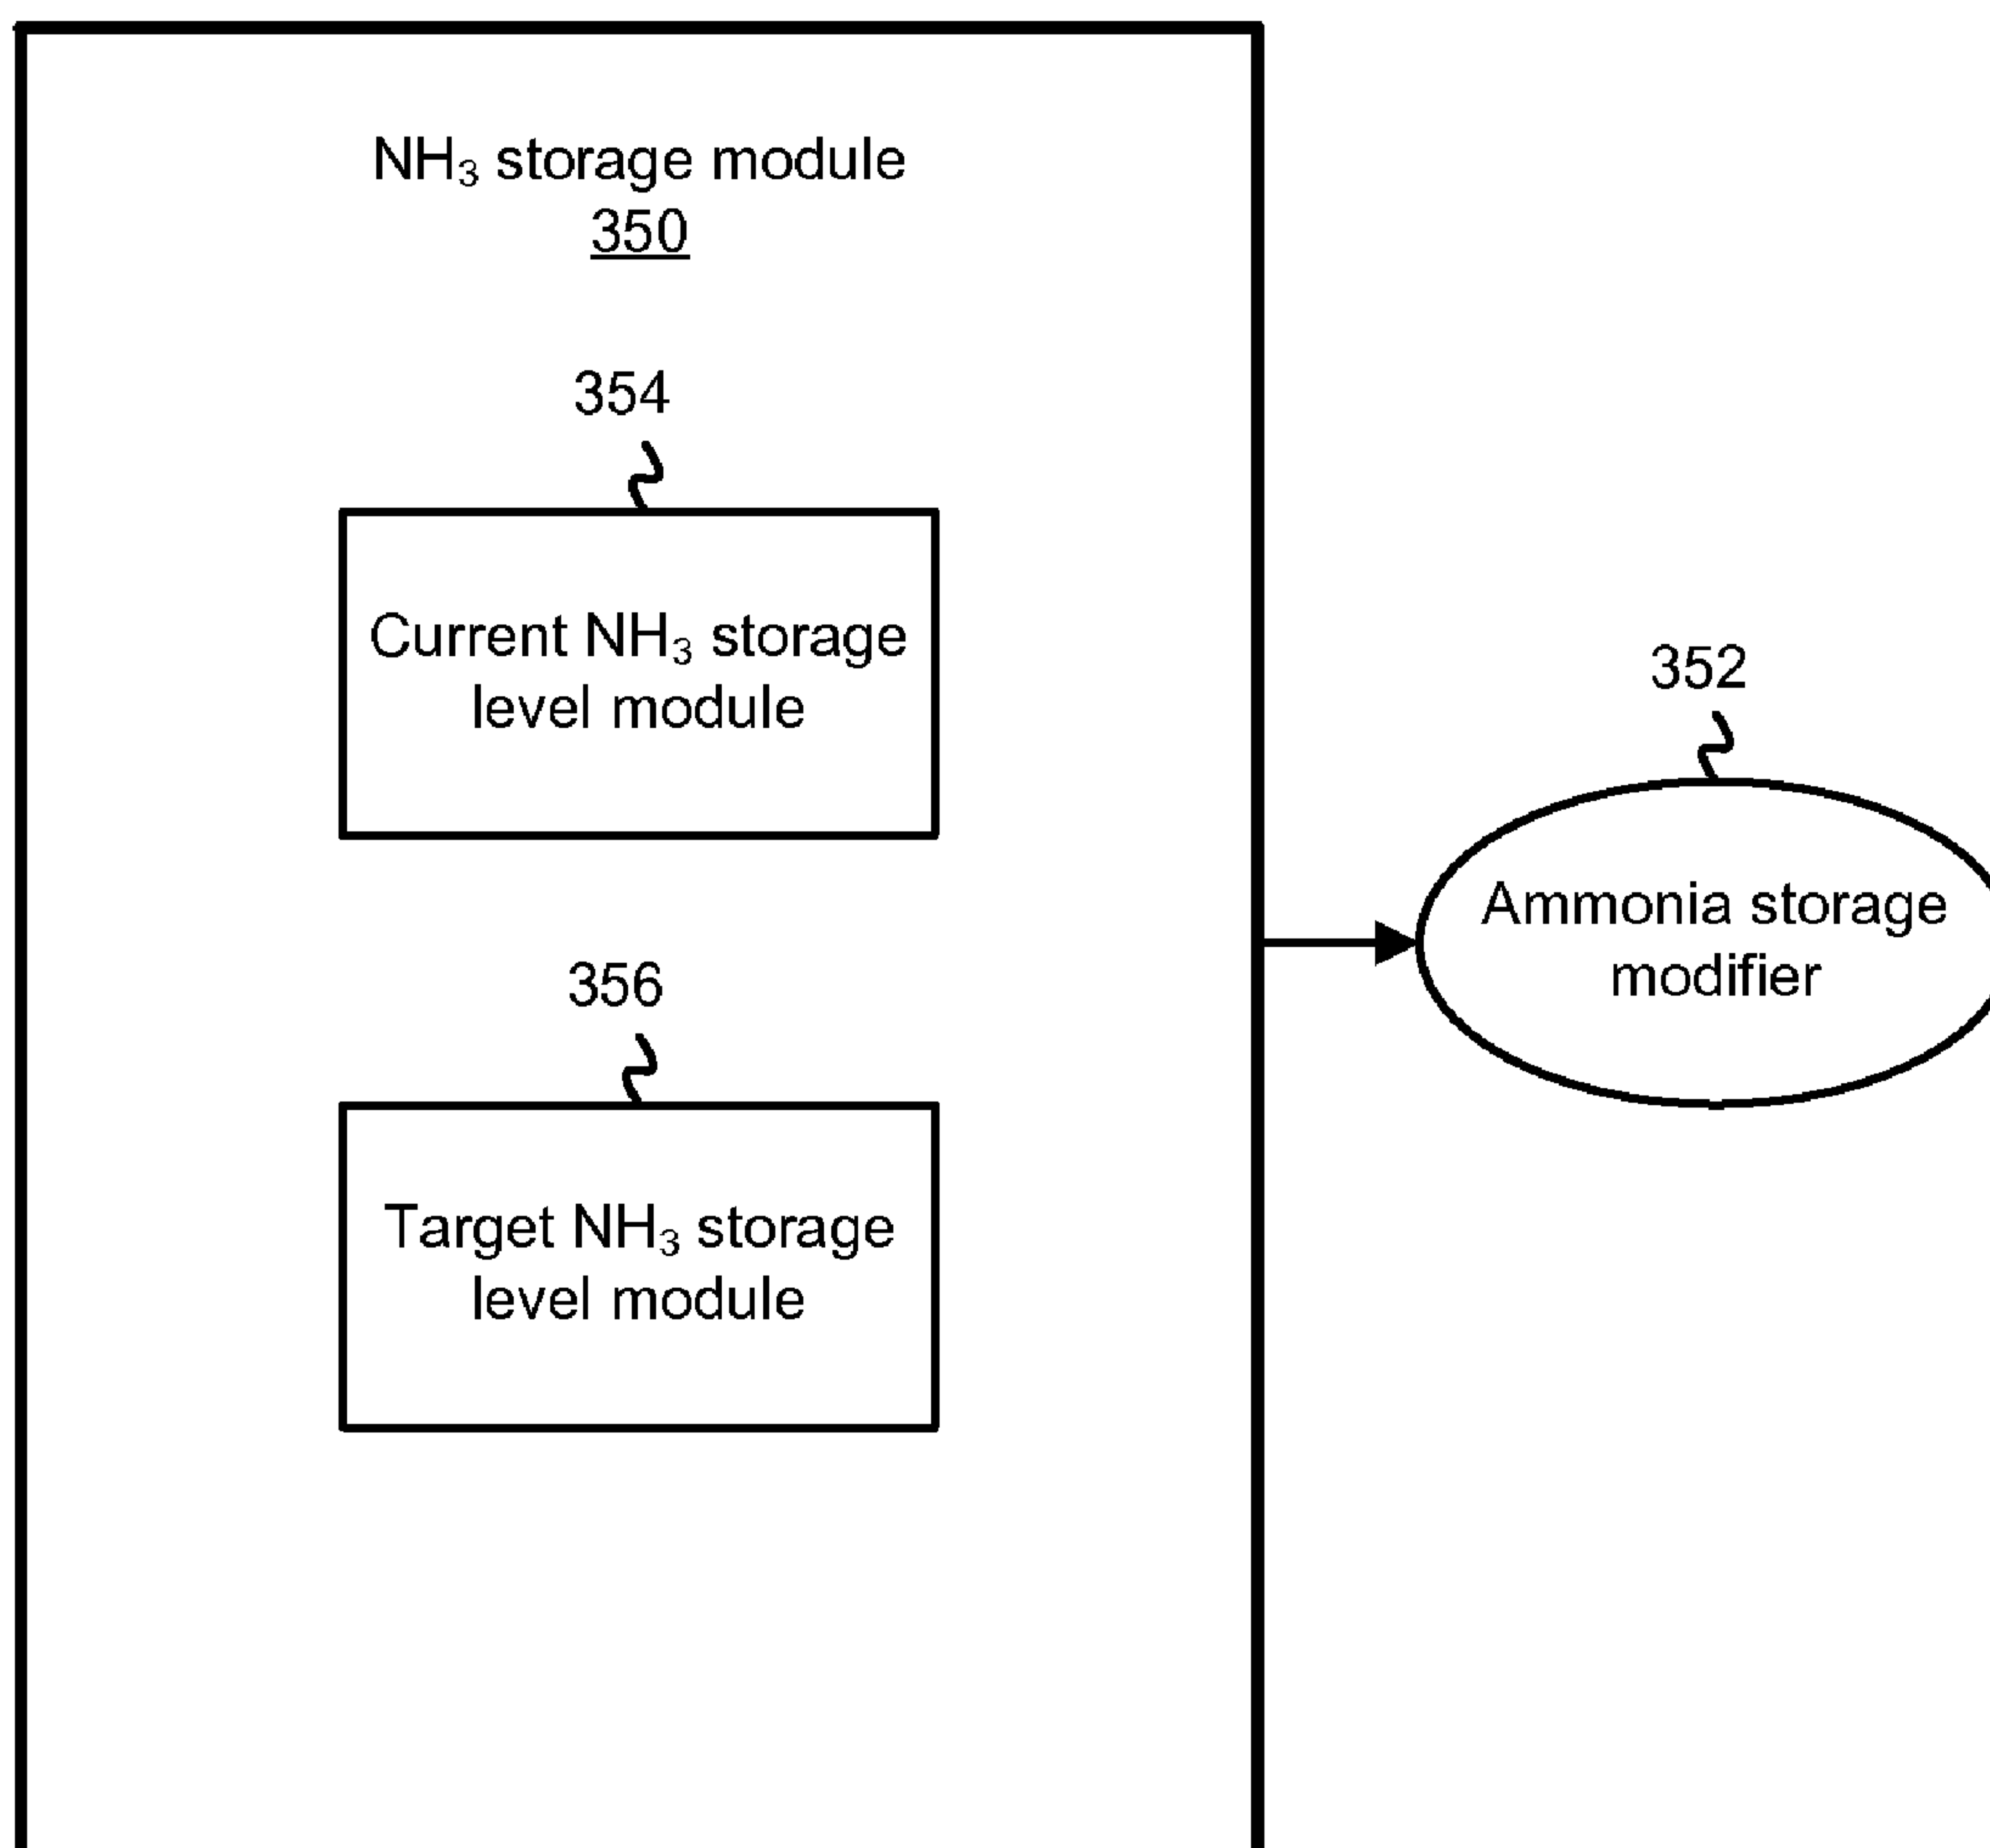 NH₃ storage module
350
354
Current NH₃ storage
level module
352
Ammonia storage
modifier
356
Target NH₃ storage
level module